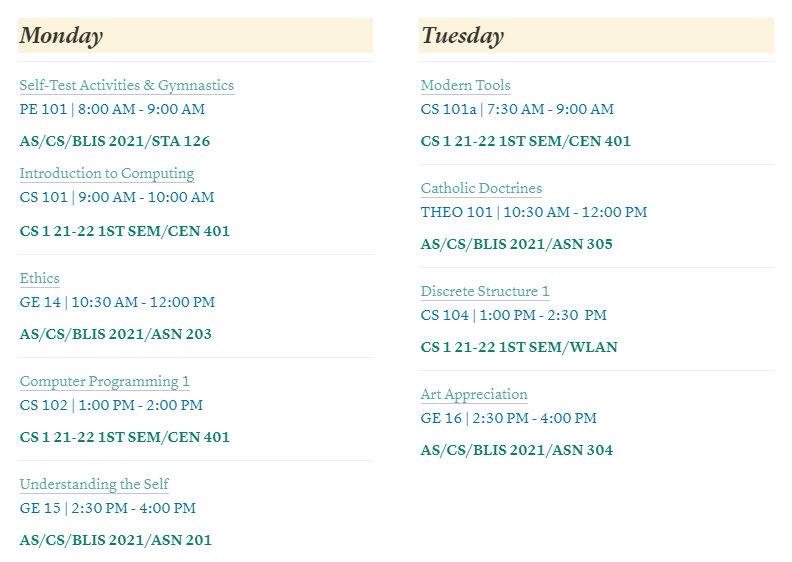 Monday
Self-Test Activities & Gymnastics
PE 101 | 8:00 AM - 9:00 AM
AS/CS/BLIS 2021/STA 126
Introduction to Computing
CS 101 | 9:00 AM - 10:00 AM
CS 1 21-22 1ST SEM/CEN 401
Ethics
GE 14 | 10:30 AM - 12:00 PM
AS/CS/BLIS 2021/ASN 203
Computer Programming 1
CS 102 | 1:00 PM - 2:00 PM
CS 1 21-22 1ST SEM/CEN 401
Understanding the Self
GE 15 | 2:30 PM - 4:00 PM
AS/CS/BLIS 2021/ASN 201
Tuesday
Modern Tools
CS 101a | 7:30 AM - 9:00 AM
CS 1 21-22 1ST SEM/CEN 401
Catholic Doctrines
THEO 101 | 10:30 AM - 12:00 PM
AS/CS/BLIS 2021/ASN 305
Discrete Structure 1
CS 104 | 1:00 PM - 2:30 PM
CS 1 21-22 1ST SEM/WLAN
Art Appreciation
GE 16 | 2:30 PM - 4:00 PM
AS/CS/BLIS 2021/ASN 304